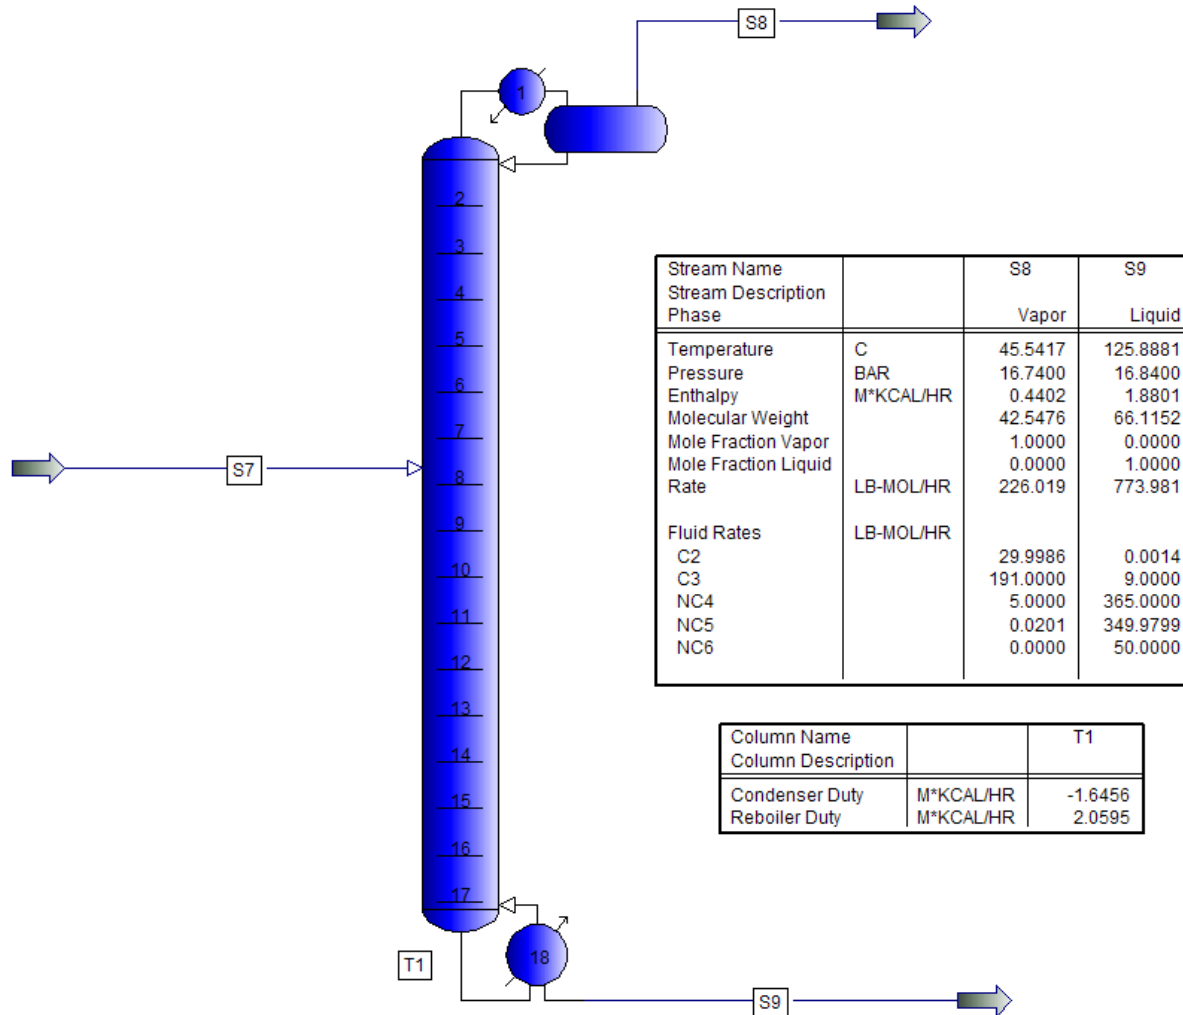 S8
1
2
3
4
5
6
7
S7
8
9
10
11
12
13
14
15
16
17
T1
18
S9
Stream Name S8 S9
Stream Description
Phase Vapor Liquid
Temperature C 45.5417 125.8881
Pressure BAR 16.7400 16.8400
Enthalpy M*KCAL/HR 0.4402 1.8801
Molecular Weight 42.5476 66.1152
Mole Fraction Vapor 1.0000 0.0000
Mole Fraction Liquid 0.0000 1.0000
Rate LB-MOL/HR 226.019 773.981
Fluid Rates LB-MOL/HR
C2 29.9986 0.0014
C3 191.0000 9.0000
NC4 5.0000 365.0000
NC5 0.0201 349.9799
NC6 0.0000 50.0000
Column Name T1
Column Description
Condenser Duty M*KCAL/HR -1.6456
Reboiler Duty M*KCAL/HR 2.0595